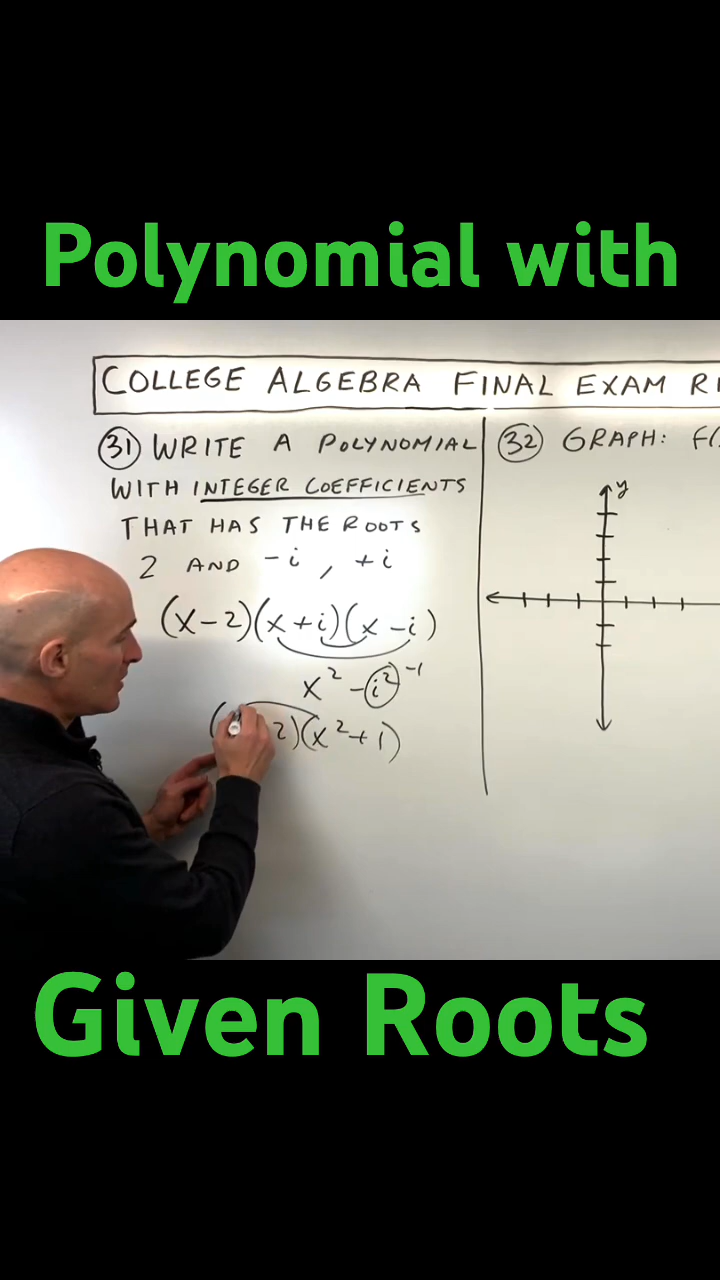 Polynomial with
COLLEGE ALGEBRA FINAL EXAM R
31 WRITE A POLYNOMIAL
WITH INTEGER COEFFICIENTS
THAT HAS THE ROOTS
2 AND -i, +i
(x-2)(x+i)(x-i)
x² - i² -1
2)(x²+1)
32 GRAPH: F(
y
Given Roots